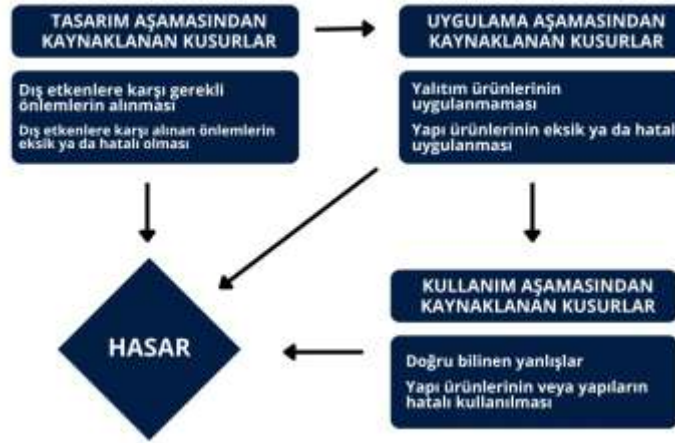 TASARIM AŞAMASINDAN
KAYNAKLANAN KUSURLAR
Dış etkenlere karşı gerekli
önlemlerin alınması
Dış etkenlere karşı alınan önlemlerin
eksik ya da hatalı olması
UYGULAMA AŞAMASINDAN
KAYNAKLANAN KUSURLAR
Yalıtım ürünlerinin
uygulanmaması
Yapı ürünlerinin eksik ya da hatal
uygulanması
KULLANIM AŞAMASINDAN
KAYNAKLANAN KUSURLAR
Doğru bilinen yanlışlar
Yapı ürünlerinin veya yapıların
hatalı kullanılması
HASAR